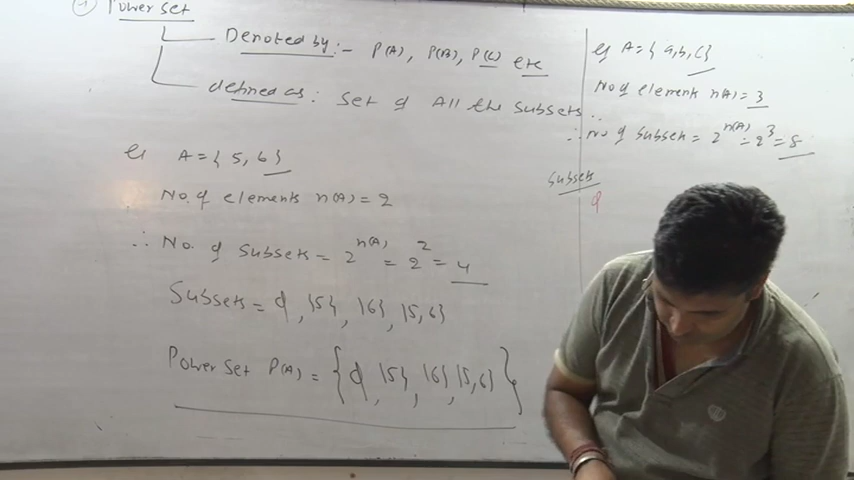 ① Power Set
Denoted by :- P(A), P(B), P(C) etc
defined as : Set of All the Subsets
eg A = { 5, 6 }
No. of elements n(A) = 2
∴ No. of Subsets = 2^n(A) = 2^2 = 4
Subsets = ϕ, {5}, {6}, {5,6}
Power Set P(A) = { ϕ, {5}, {6}, {5,6} }
eg A = { a, b, c }
No of elements n(A) = 3
∴ No of Subsets = 2^n(A) = 2^3 = 8
Subsets
ϕ